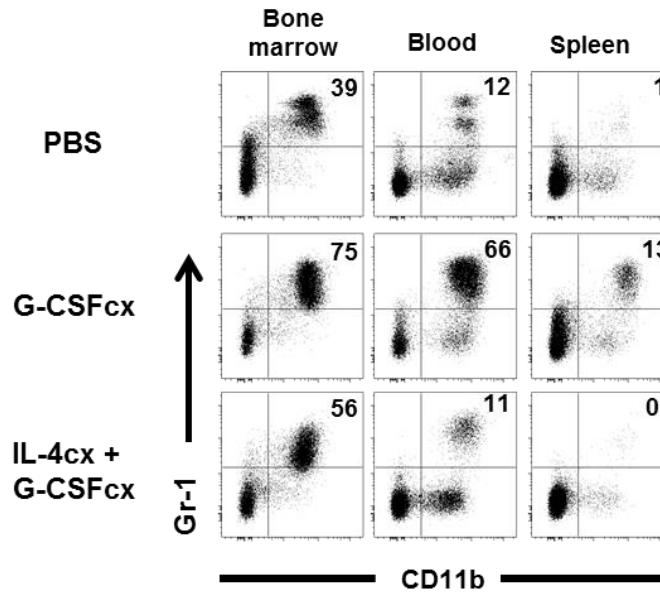 Bone
marrow
Blood
Spleen
PBS
39
12
1
G-CSFcx
75
66
13
IL-4cx +
G-CSFcx
56
11
0
Gr-1
CD11b